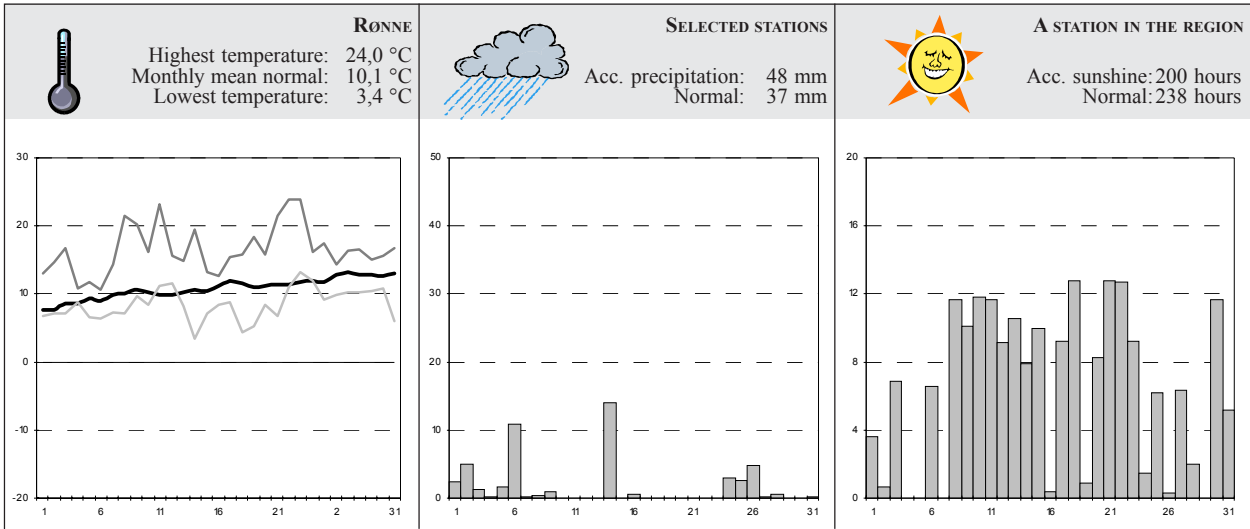 RØNNE
Highest temperature: 24,0 °C
Monthly mean normal: 10,1 °C
Lowest temperature: 3,4 °C
SELECTED STATIONS
Acc. precipitation: 48 mm
Normal: 37 mm
A STATION IN THE REGION
Acc. sunshine: 200 hours
Normal: 238 hours
30
20
10
0
-10
-20
1 6 11 16 21 2 31
50
40
30
20
10
0
1 6 11 16 21 26 31
20
16
12
8
4
0
1 6 11 16 21 26 31